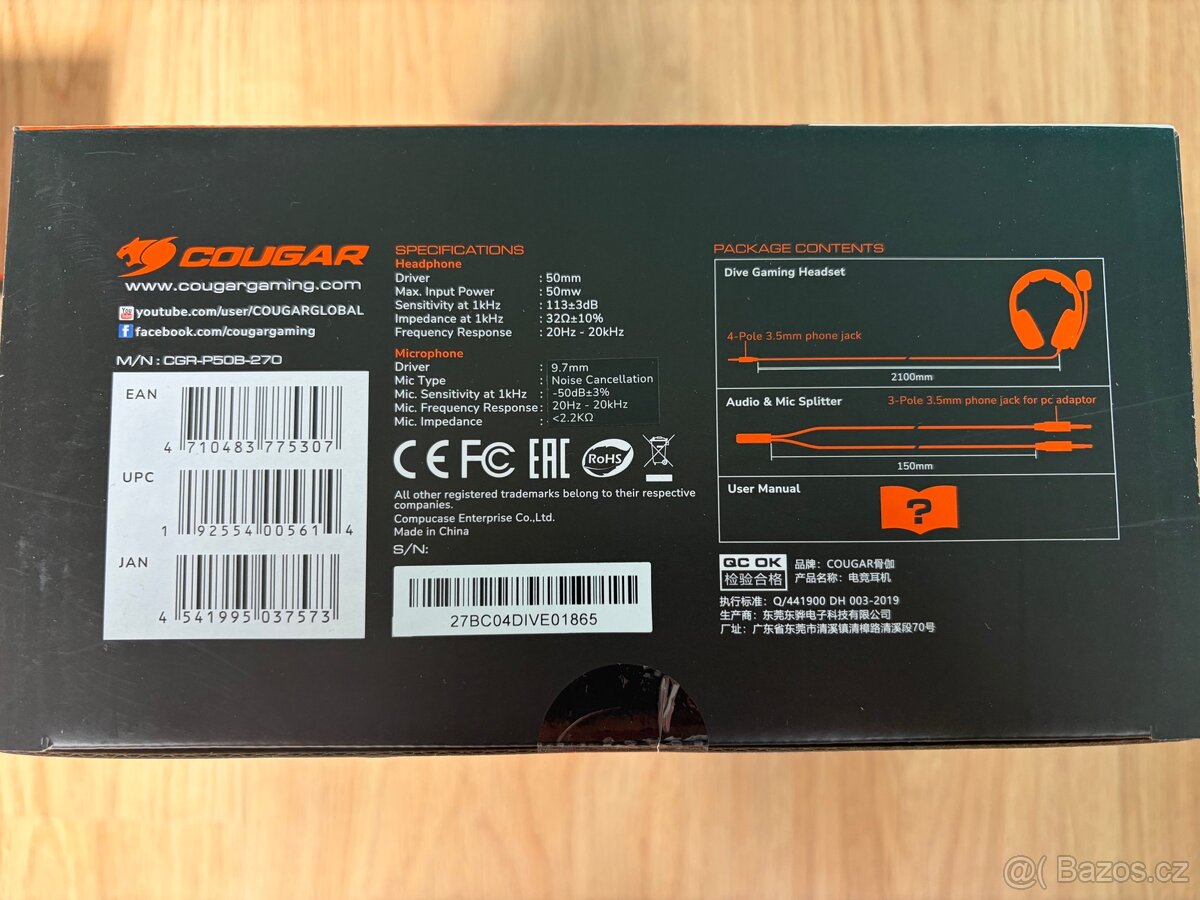 COUGAR
www.cougargaming.com
youtube.com/user/COUGARGLOBAL
facebook.com/cougargaming
M/N : CGR-P50B-270
EAN
4 710483 775307
UPC
1 92554 00561 4
JAN
4 541995 037573
SPECIFICATIONS
Headphone
Driver : 50mm
Max. Input Power : 50mw
Sensitivity at 1kHz : 113±3dB
Impedance at 1kHz : 32Ω±10%
Frequency Response : 20Hz - 20kHz
Microphone
Driver : 9.7mm
Mic Type : Noise Cancellation
Mic. Sensitivity at 1kHz : -50dB±3%
Mic. Frequency Response : 20Hz - 20kHz
Mic. Impedance : <2.2KΩ
CE FC EAC RoHS
All other registered trademarks belong to their respective
companies.
Compucase Enterprise Co.,Ltd.
Made in China
S/N:
27BC04DIVE01865
PACKAGE CONTENTS
Dive Gaming Headset
4-Pole 3.5mm phone jack
2100mm
Audio & Mic Splitter
3-Pole 3.5mm phone jack for pc adaptor
150mm
User Manual
?
QC OK
检验合格
品牌：COUGAR骨伽
产品名称：电竞耳机
执行标准：Q/441900 DH 003-2019
生产商：东莞东骅电子科技有限公司
厂址：广东省东莞市清溪镇清樟路清溪段70号
@( Bazos.cz